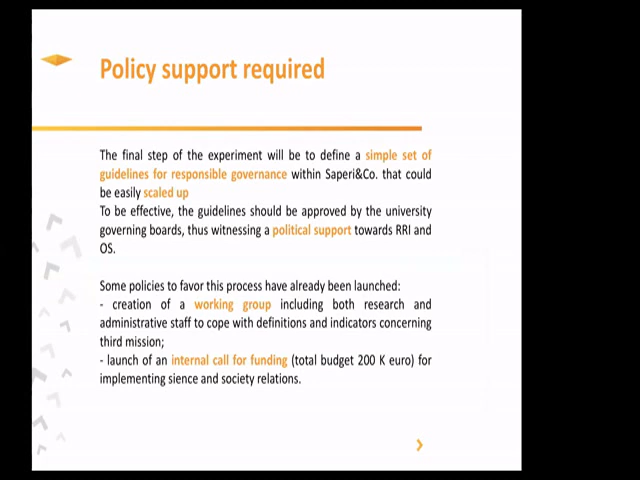 Policy support required
The final step of the experiment will be to define a simple set of
guidelines for responsible governance within Saperi&Co. that could
be easily scaled up
To be effective, the guidelines should be approved by the university
governing boards, thus witnessing a political support towards RRI and
OS.
Some policies to favor this process have already been launched:
- creation of a working group including both research and
administrative staff to cope with definitions and indicators concerning
third mission;
- launch of an internal call for funding (total budget 200 K euro) for
implementing sience and society relations.